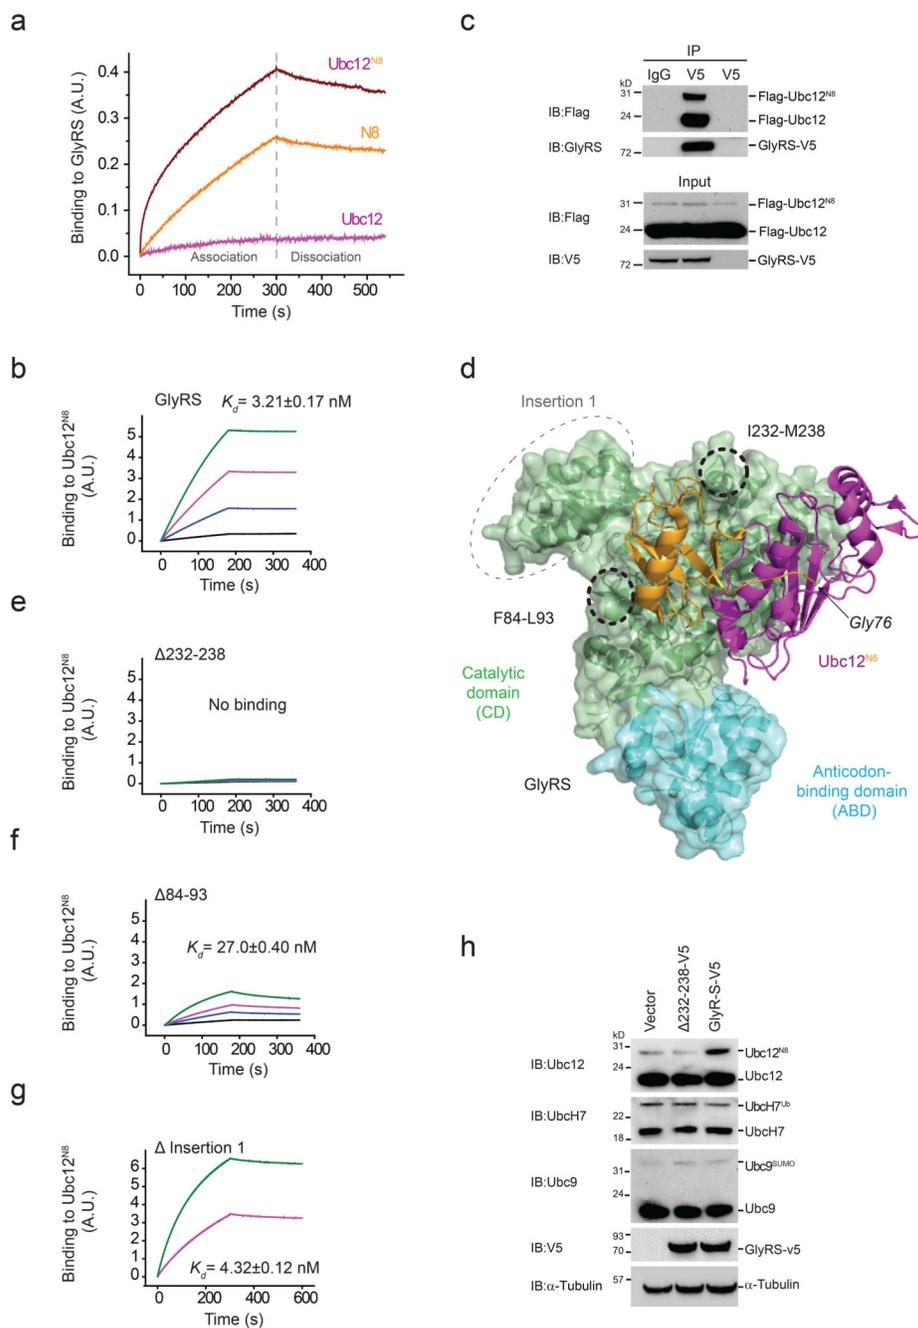 a
Binding to GlyRS (A.U.)
0.4
0.3
0.2
0.1
0.0
Ubc12N8
N8
Ubc12
Association
Dissociation
0 100 200 300 400 500
Time (s)
b
GlyRS
Kd= 3.21±0.17 nM
Binding to Ubc12N8
(A.U.)
5
4
3
2
1
0
0 100 200 300 400
Time (s)
e
Δ232-238
No binding
Binding to Ubc12N8
(A.U.)
5
4
3
2
1
0
0 100 200 300 400
Time (s)
f
Δ84-93
Kd= 27.0±0.40 nM
Binding to Ubc12N8
(A.U.)
5
4
3
2
1
0
0 100 200 300 400
Time (s)
g
Δ Insertion 1
Kd= 4.32±0.12 nM
Binding to Ubc12N8
(A.U.)
6
5
4
3
2
1
0
0 200 400 600
Time (s)
c
IP
kD IgG V5 V5
IB:Flag
31
24
Flag-Ubc12N8
Flag-Ubc12
IB:GlyRS
72
GlyRS-V5
Input
IB:Flag
31
24
Flag-Ubc12N8
Flag-Ubc12
IB:V5
72
GlyRS-V5
d
Insertion 1
I232-M238
F84-L93
Gly76
Ubc12N8
Catalytic
domain
(CD)
GlyRS
Anticodon-
binding domain
(ABD)
h
Vector
Δ232-238-V5
GlyR-S-V5
kD
IB:Ubc12
31
24
Ubc12N8
Ubc12
IB:UbcH7
22
18
UbcH7Ub
UbcH7
IB:Ubc9
31
24
Ubc9SUMO
Ubc9
IB:V5
93
70
GlyRS-v5
IB:α-Tubulin
57
α-Tubulin